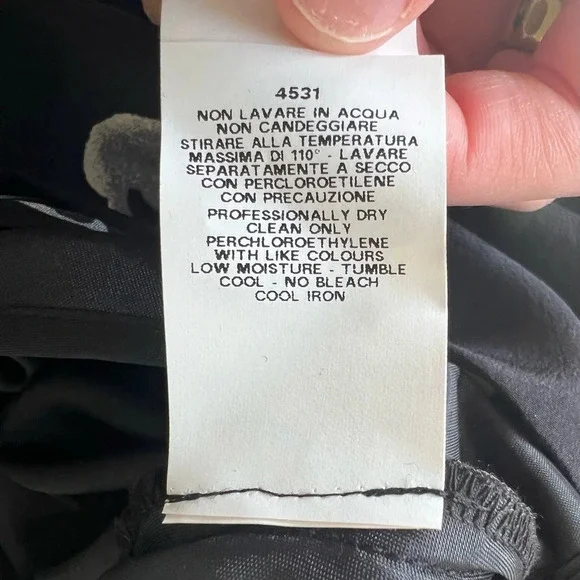 4531
NON LAVARE IN ACQUA
NON CANDEGGIARE
STIRARE ALLA TEMPERATURA
MASSIMA DI 110° - LAVARE
SEPARATAMENTE A SECCO
CON PERCLOROETILENE
CON PRECAUZIONE
PROFESSIONALLY DRY
CLEAN ONLY
PERCHLOROETHYLENE
WITH LIKE COLOURS
LOW MOISTURE - TUMBLE
COOL - NO BLEACH
COOL IRON